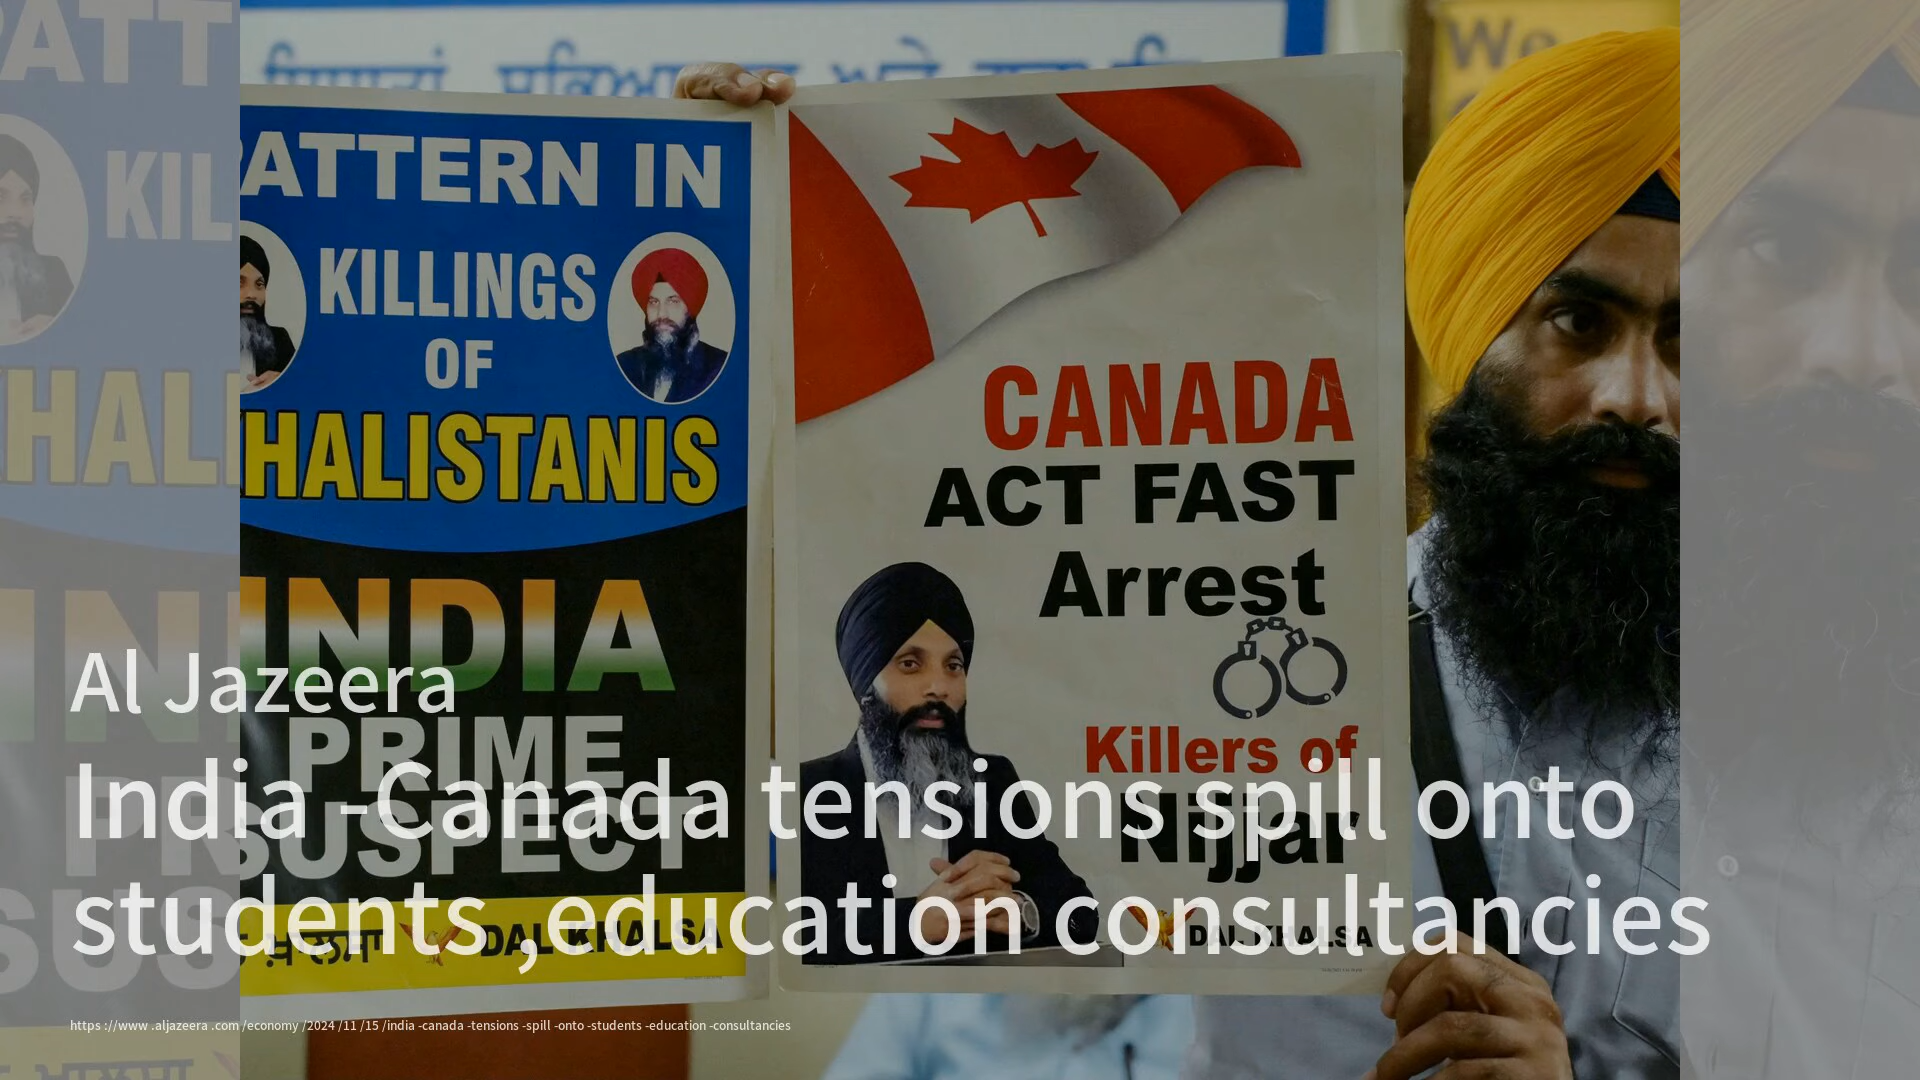 We
PATTERN IN
KILLINGS
OF
KHALISTANIS
INDIA
PRIME
SUSPECT
DAL KHALSA
CANADA
ACT FAST
Arrest
Killers of
Nijjar
DAL KHALSA
Al Jazeera
India -Canada tensions spill onto
students ,education consultancies
https ://www .aljazeera .com /economy /2024 /11 /15 /india -canada -tensions -spill -onto -students -education -consultancies